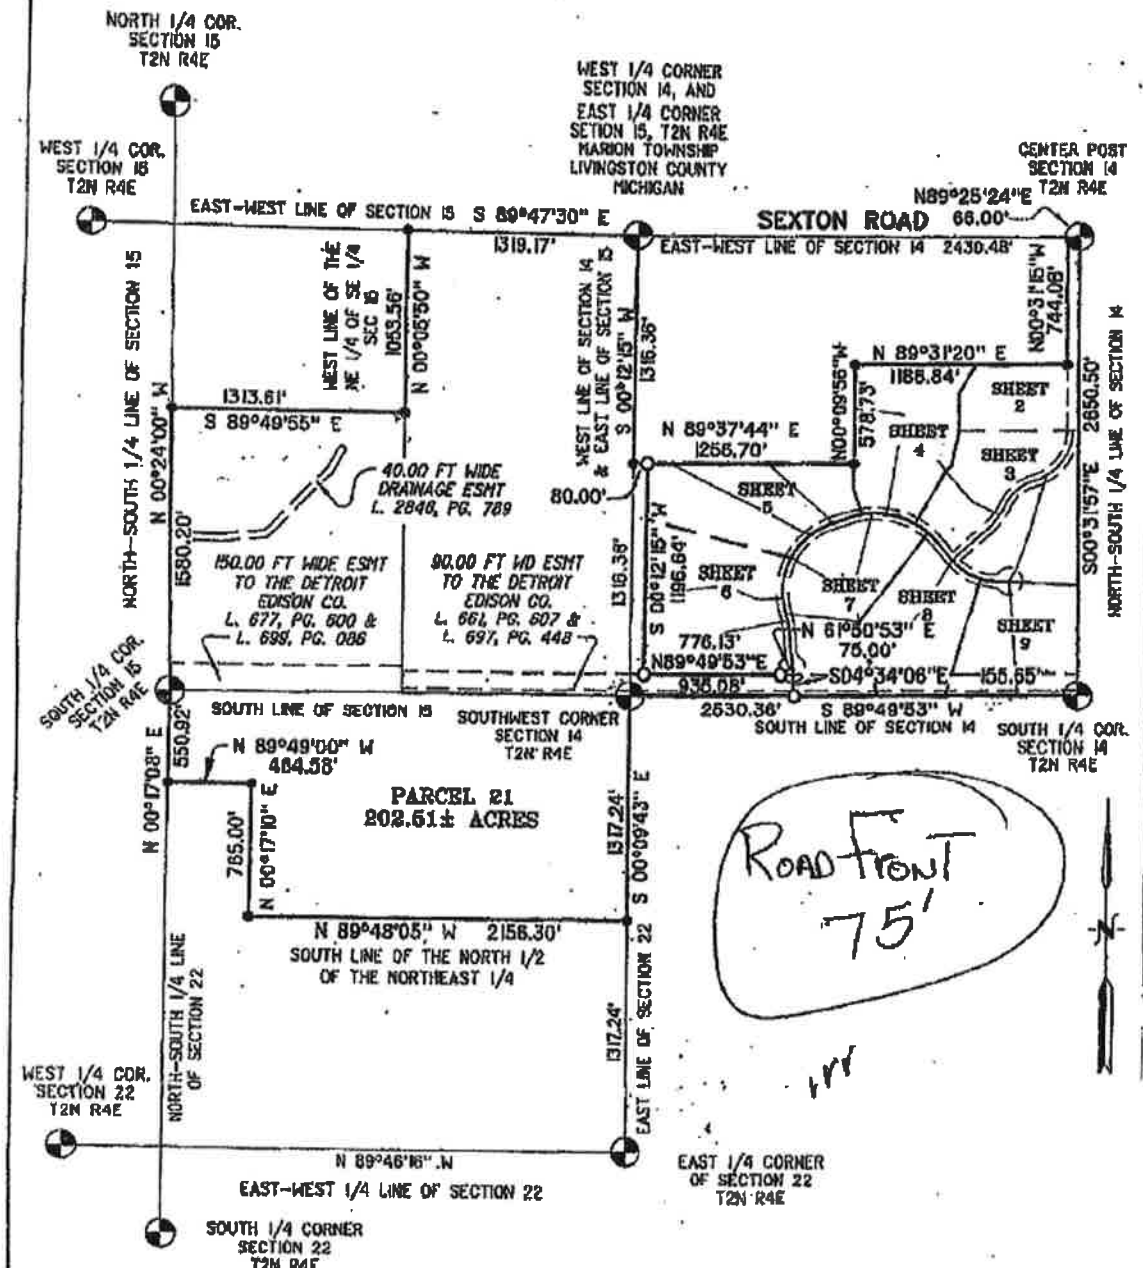 NORTH 1/4 COR.
SECTION 15
T2N R4E
WEST 1/4 COR.
SECTION 15
T2N R4E
WEST 1/4 CORNER
SECTION 14, AND
EAST 1/4 CORNER
SETION 15, T2N R4E
MARION TOWNSHIP
LIVINGSTON COUNTY
MICHIGAN
CENTER POST
SECTION 14
T2N R4E
N89°25'24"E
66.00'
EAST-WEST LINE OF SECTION 15 S 89°47'30" E
1319.17'
SEXTON ROAD
EAST-WEST LINE OF SECTION 14 2430.48'
NORTH-SOUTH 1/4 LINE OF SECTION 15
N 00°24'00" W
1580.20'
WEST LINE OF THE
NE 1/4 OF SE 1/4
SEC 15
1053.56'
N 00°05'50" W
WEST LINE OF SECTION 14
& EAST LINE OF SECTION 15
S 00°12'15" W
1316.36'
N00°31'15"W
744.08'
2650.50'
S00°31'57"E
NORTH-SOUTH 1/4 LINE OF SECTION 14
1313.61'
S 89°49'55" E
N 89°31'20" E
1186.84'
N00°09'56"W
578.73'
N 89°37'44" E
1256.70'
80.00'
SHEET
2
SHEET
3
SHEET
4
SHEET
5
SHEET
6
SHEET
7
SHEET
8
SHEET
9
40.00 FT WIDE
DRAINAGE ESMT
L. 2846, PG. 789
150.00 FT WIDE ESMT
TO THE DETROIT
EDISON CO.
L. 677, PG. 600 &
L. 699, PG. 086
90.00 FT WD ESMT
TO THE DETROIT
EDISON CO.
L. 661, PG. 607 &
L. 697, PG. 448
1316.36'
S 00°12'15" W
1196.64'
776.13'
N89°49'53"E
936.08'
N 61°50'53" E
75.00'
S04°34'06"E
155.65'
SOUTH 1/4 COR.
SECTION 15
T2N R4E
SOUTH LINE OF SECTION 15
SOUTHWEST CORNER
SECTION 14
T2N R4E
2530.36' S 89°49'53" W
SOUTH LINE OF SECTION 14
SOUTH 1/4 COR.
SECTION 14
T2N R4E
N 00°17'08" E
550.92'
N 89°49'00" W
464.58'
PARCEL 21
202.51± ACRES
765.00'
N 00°17'10" E
1317.24'
S 00°09'43" E
N 89°48'05" W 2156.30'
SOUTH LINE OF THE NORTH 1/2
OF THE NORTHEAST 1/4
ROAD FRONT
75'
N
NORTH-SOUTH 1/4 LINE
OF SECTION 22
1317.24'
EAST LINE OF SECTION 22
WEST 1/4 COR.
SECTION 22
T2N R4E
N 89°46'16" W
EAST-WEST 1/4 LINE OF SECTION 22
EAST 1/4 CORNER
OF SECTION 22
T2N R4E
SOUTH 1/4 CORNER
SECTION 22
T2N R4E